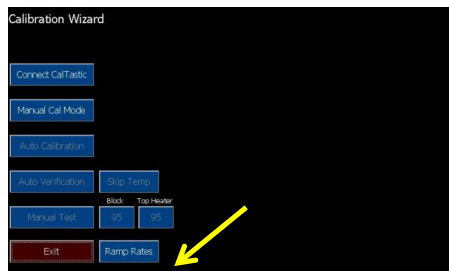 Calibration Wizard
Connect CalTastic
Manual Cal Mode
Auto Calibration
Auto Verification Skip Temp
Block Top Heater
Manual Test 95 95
Exit Ramp Rates